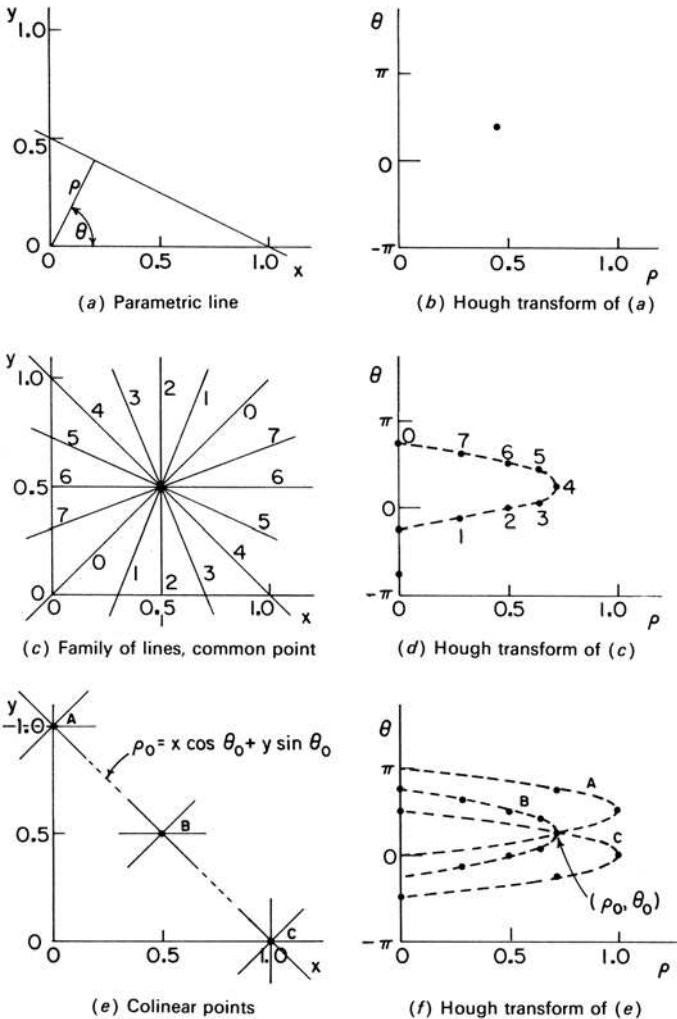 y
1.0
0.5
0
ρ
θ
0 0.5 1.0 x
(a) Parametric line
θ
π
0
-π
0 0.5 1.0 ρ
(b) Hough transform of (a)
y
1.0
0.5
0
4 3 2 1 0
5 7
6 6
7 5
0 1 2 3 4
0 0.5 1.0 x
1
(c) Family of lines, common point
θ
π
0
-π
0 7 6 5 4
1 2 3
0 0.5 1.0 ρ
(d) Hough transform of (c)
y
1.0
0.5
0
A
ρ₀ = x cos θ₀ + y sin θ₀
B
C
0 0.5 1.0 x
(e) Colinear points
θ
π
0
-π
A
B
C
(ρ₀, θ₀)
0 0.5 1.0 ρ
(f) Hough transform of (e)